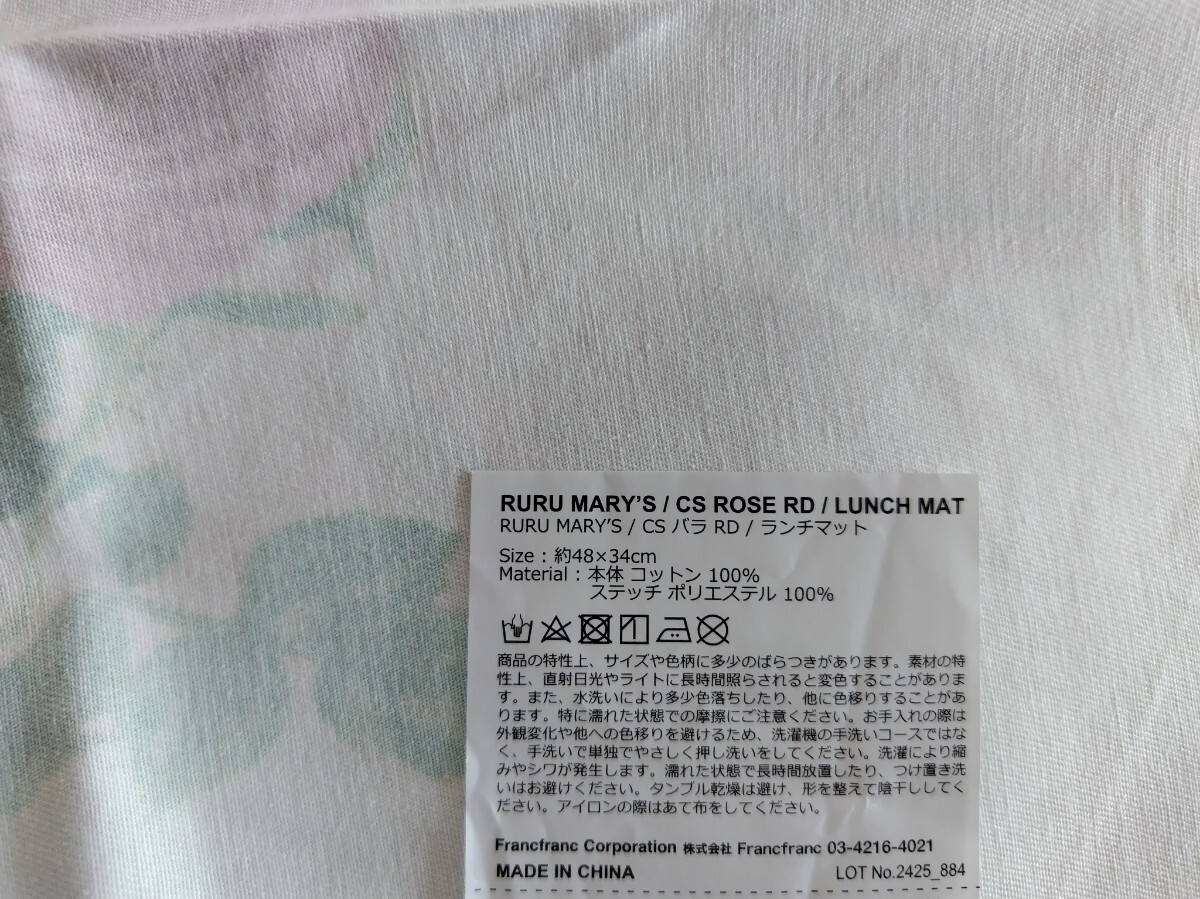 RURU MARY'S / CS ROSE RD / LUNCH MAT
RURU MARY'S / CS バラ RD / ランチマット
Size : 約48×34cm
Material : 本体 コットン 100%
ステッチ ポリエステル 100%
商品の特性上、サイズや色柄に多少のばらつきがあります。素材の特
性上、直射日光やライトに長時間照らされると変色することがありま
す。また、水洗いにより多少色落ちしたり、他に色移りすることがあ
ります。特に濡れた状態での摩擦にご注意ください。お手入れの際は
外観変化や他への色移りを避けるため、洗濯機の手洗いコースではな
く、手洗いで単独でやさしく押し洗いをしてください。洗濯により縮
みやシワが発生します。濡れた状態で長時間放置したり、つけ置き洗
いはお避けください。タンブル乾燥は避け、形を整えて陰干ししてく
ださい。アイロンの際はあて布をしてください。
Francfranc Corporation 株式会社 Francfranc 03-4216-4021
MADE IN CHINA LOT No.2425_884